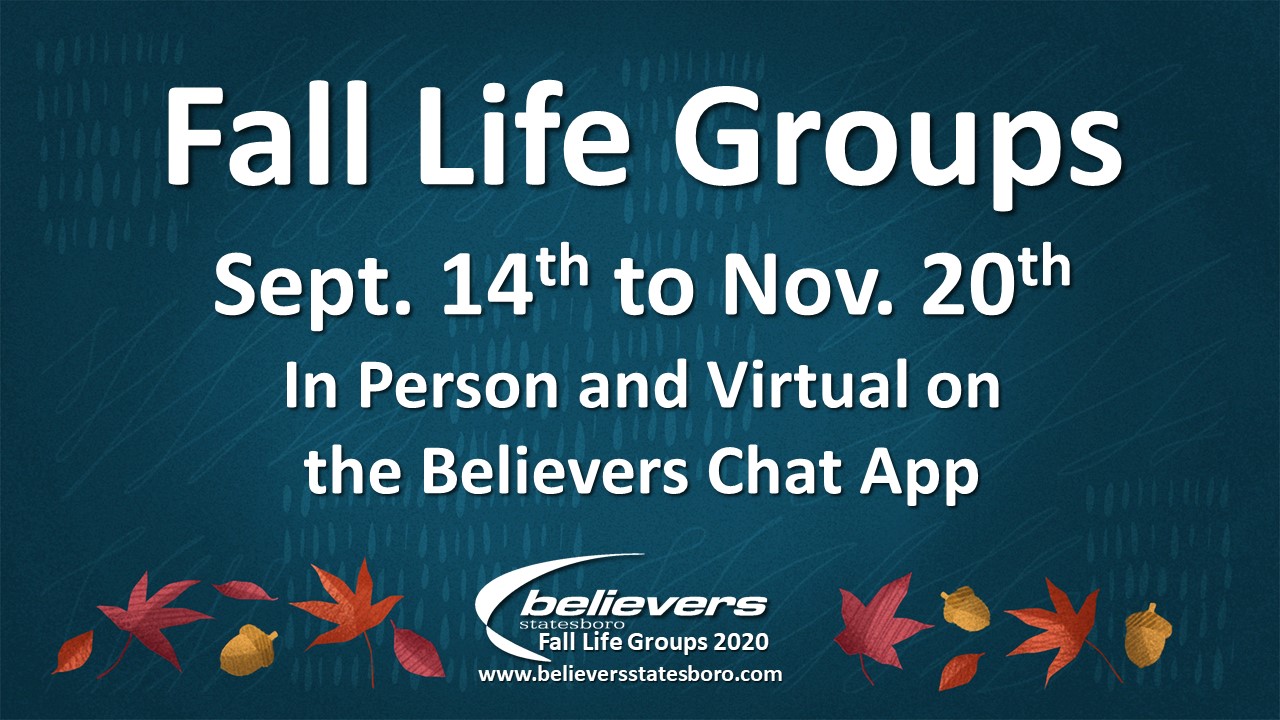 Fall Life Groups
Sept. 14th to Nov. 20th
In Person and Virtual on
the Believers Chat App
believers
statesboro
Fall Life Groups 2020
www.believersstatesboro.com